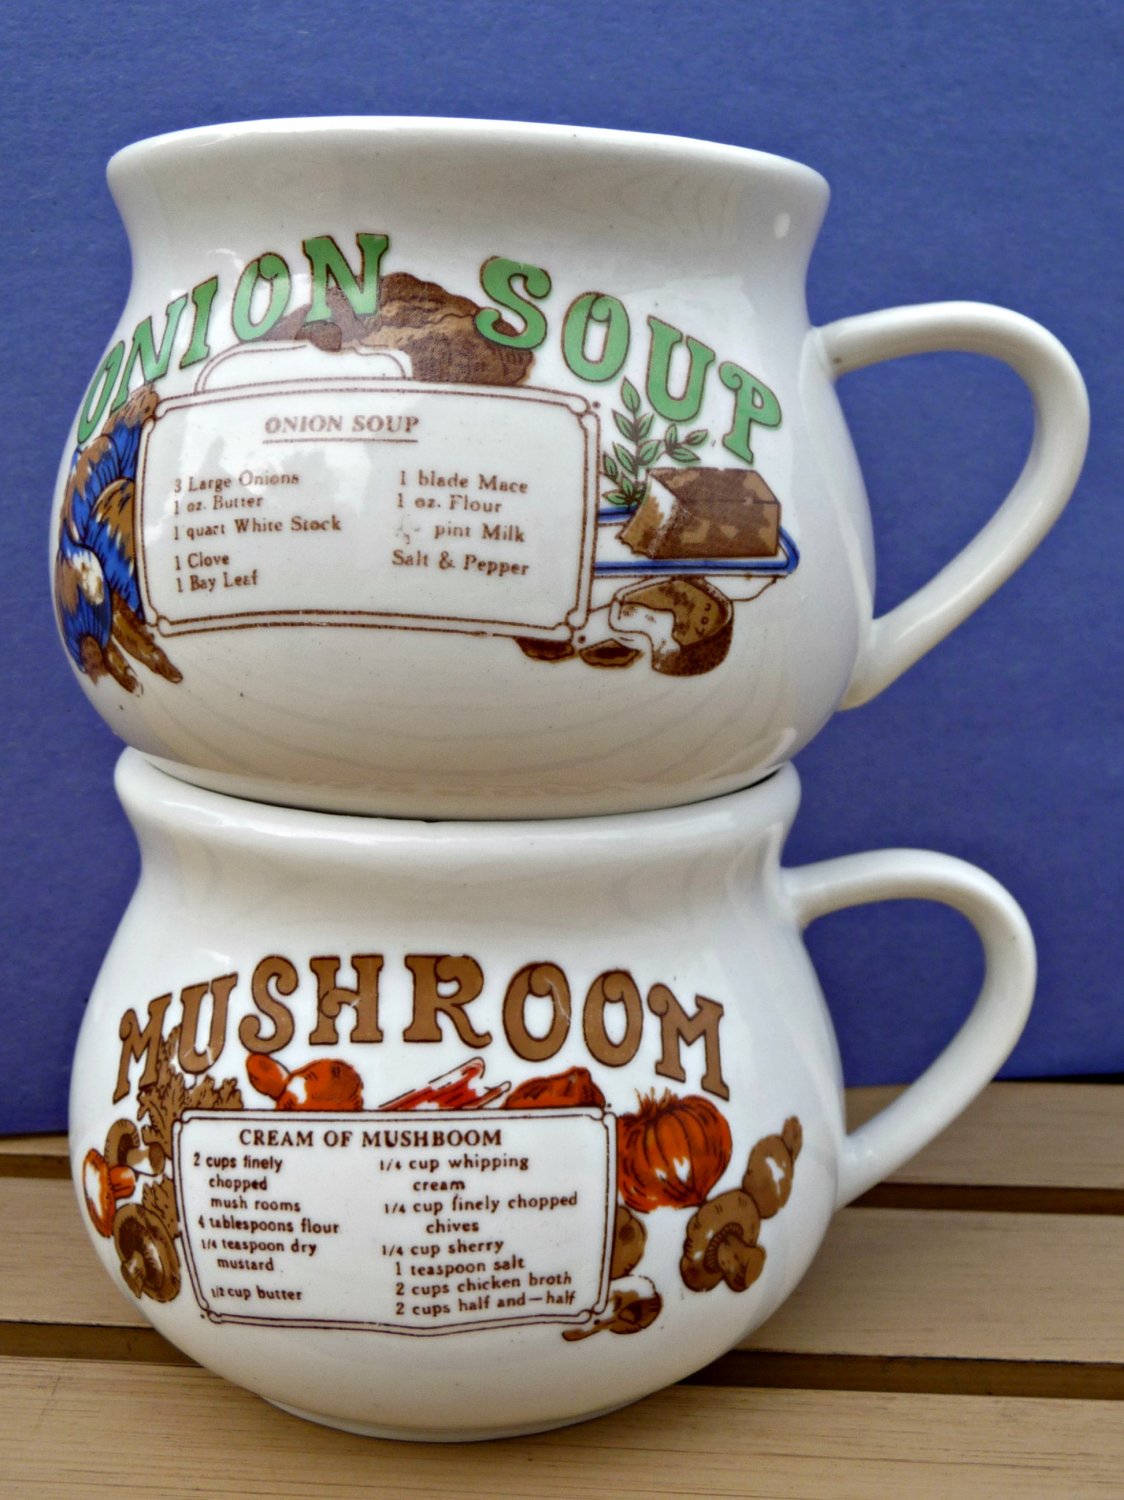 ONION SOUP
ONION SOUP
3 Large Onions
1 oz. Butter
1 quart White Stock
1 Clove
1 Bay Leaf
1 blade Mace
1 oz. Flour
pint Milk
Salt & Pepper
MUSHROOM
CREAM OF MUSHBOOM
2 cups finely
chopped
mush rooms
4 tablespoons flour
1/4 teaspoon dry
mustard
1/2 cup butter
1/4 cup whipping
cream
1/4 cup finely chopped
chives
1/4 cup sherry
1 teaspoon salt
2 cups chicken broth
2 cups half and—half